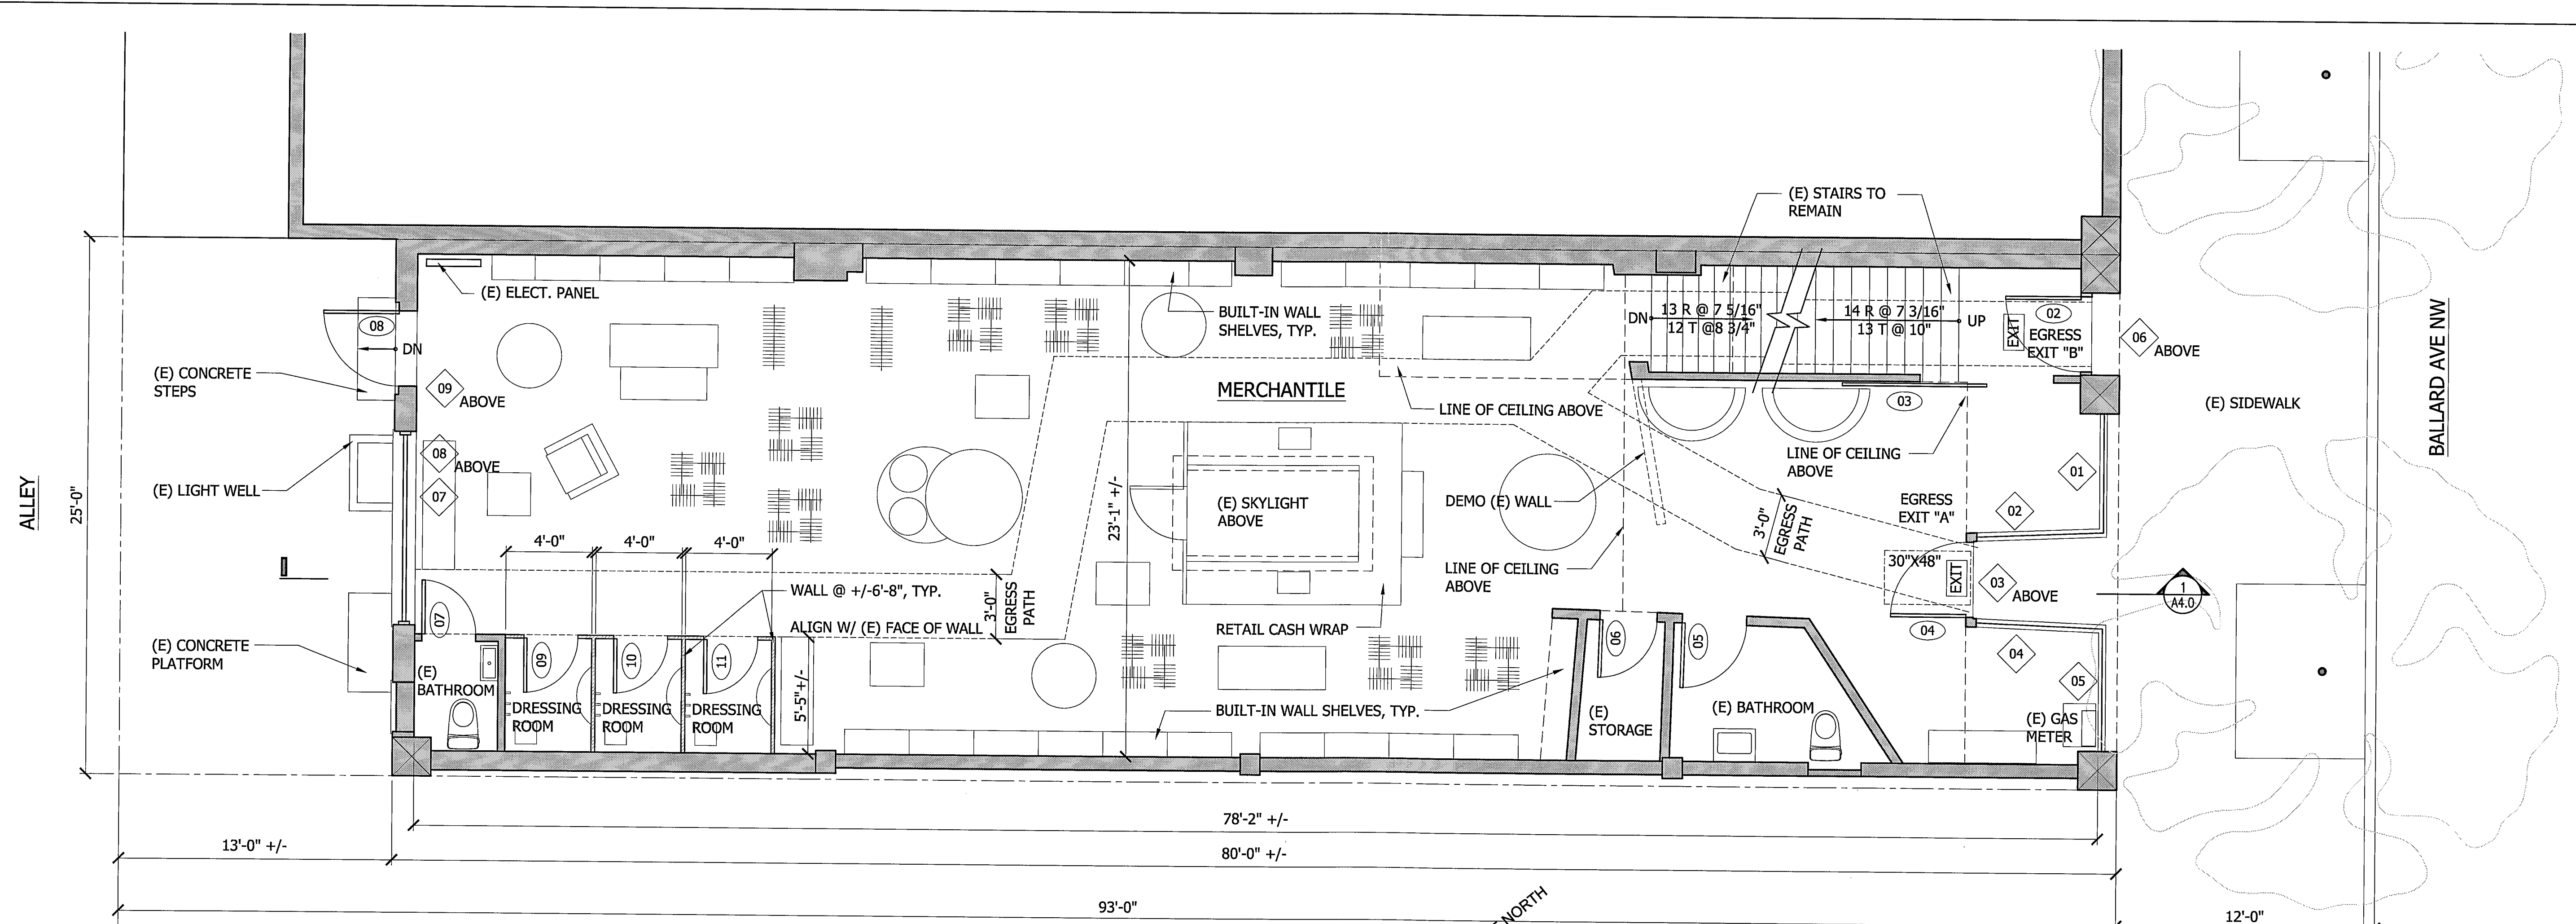 (E) STAIRS TO
REMAIN
(E) ELECT. PANEL
BUILT-IN WALL
SHELVES, TYP.
DN
13 R @ 7 5/16"
12 T @8 3/4"
14 R @ 7 3/16"
13 T @ 10"
UP
EXIT
02
EGRESS
EXIT "B"
06
ABOVE
BALLARD AVE NW
08
DN
(E) CONCRETE
STEPS
09
ABOVE
MERCHANTILE
LINE OF CEILING ABOVE
03
(E) SIDEWALK
LINE OF CEILING
ABOVE
08
ABOVE
07
(E) LIGHT WELL
ALLEY
25'-0"
23'-1" +/-
(E) SKYLIGHT
ABOVE
DEMO (E) WALL
3'-0"
EGRESS
PATH
EGRESS
EXIT "A"
01
02
4'-0"
4'-0"
4'-0"
LINE OF CEILING
ABOVE
30"X48"
EXIT
03
ABOVE
1
A4.0
WALL @ +/-6'-8", TYP.
3'-0"
EGRESS
PATH
ALIGN W/ (E) FACE OF WALL
RETAIL CASH WRAP
07
06
05
04
04
05
(E) CONCRETE
PLATFORM
(E)
BATHROOM
09
10
11
DRESSING
ROOM
DRESSING
ROOM
DRESSING
ROOM
5'-5"+/-
BUILT-IN WALL SHELVES, TYP.
(E)
STORAGE
(E) BATHROOM
(E) GAS
METER
78'-2" +/-
13'-0" +/-
80'-0" +/-
93'-0"
NORTH
12'-0"